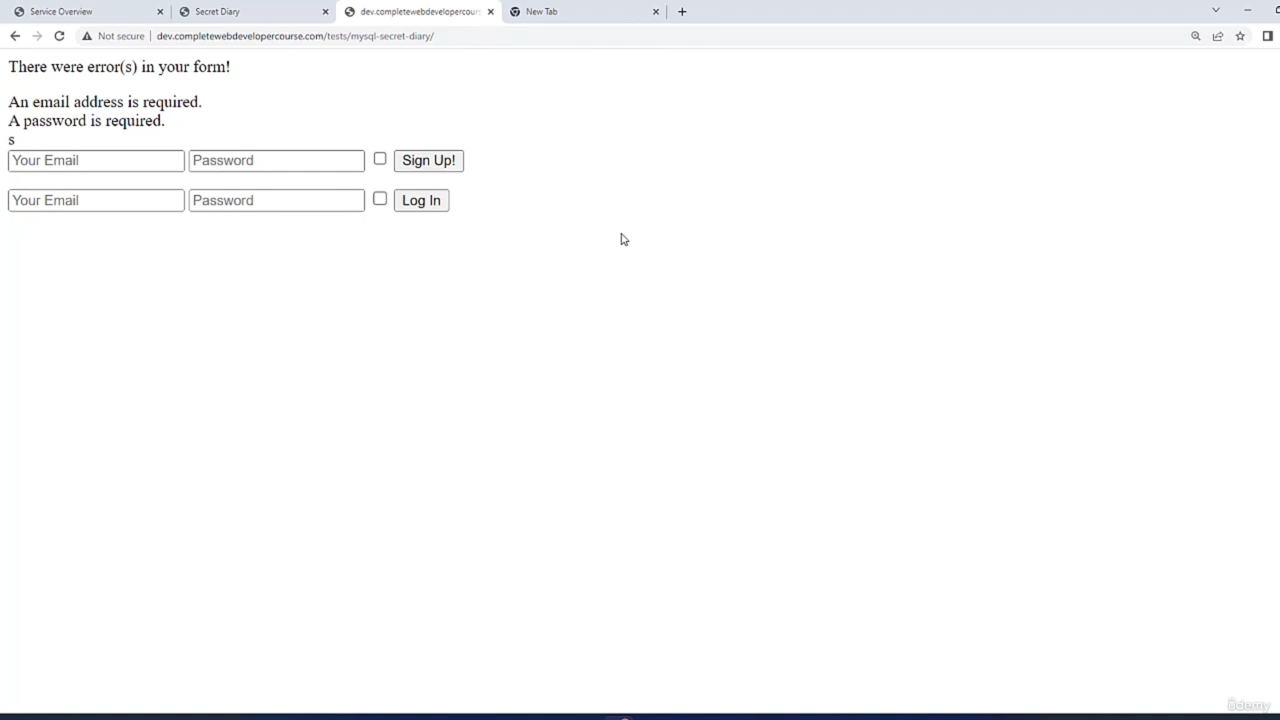 Service Overview Secret Diary dev.completewebdevelopercour New Tab
Not secure dev.completewebdevelopercourse.com/tests/mysql-secret-diary/
There were error(s) in your form!
An email address is required.
A password is required.
s
Your Email Password Sign Up!
Your Email Password Log In
ûdemy